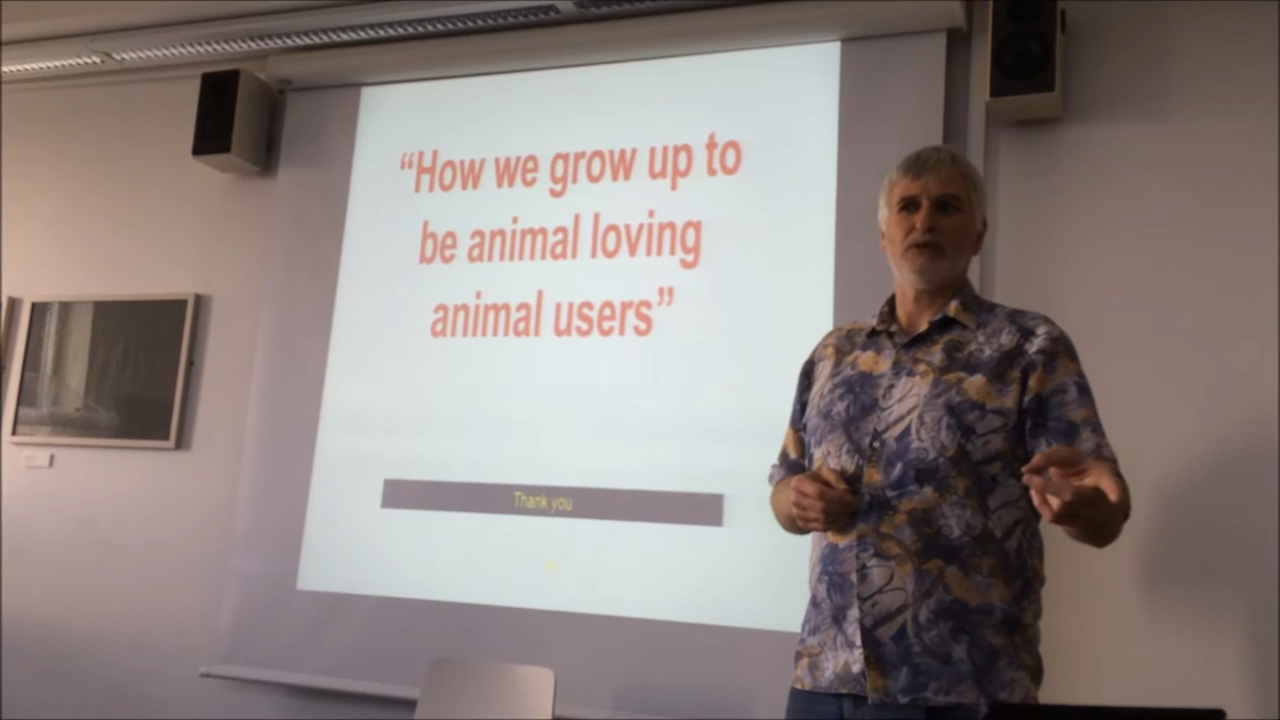 “How we grow up to
be animal loving
animal users”
Thank you